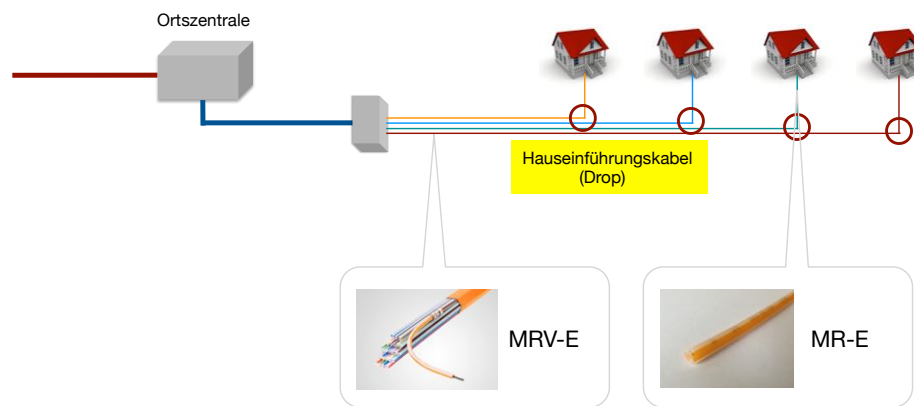 Ortszentrale
Hauseinführungskabel
(Drop)
MRV-E
MR-E